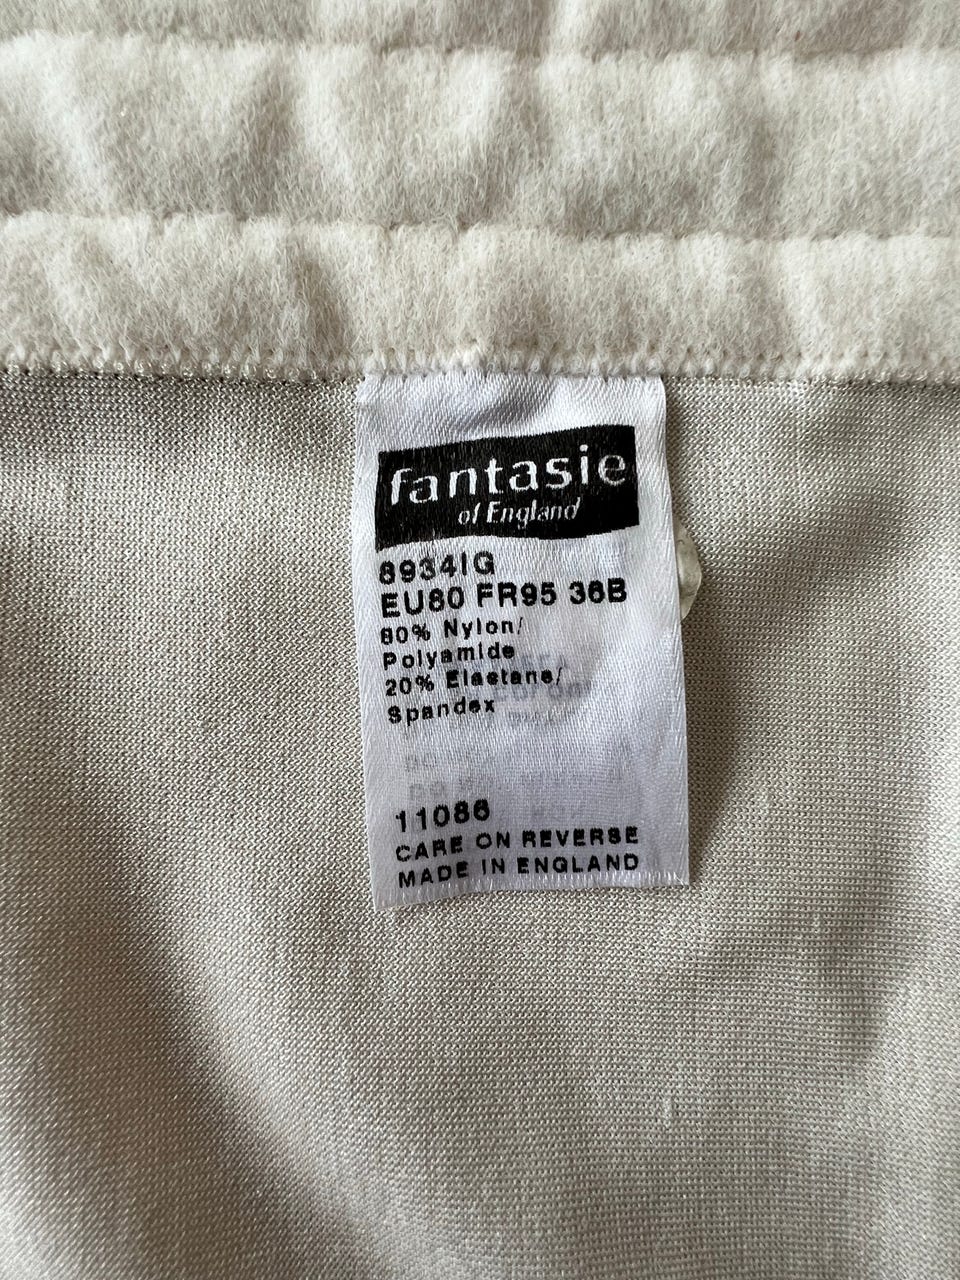 fantasie
of England
8934IG
EU80 FR95 36B
80% Nylon/
Polyamide
20% Elastane/
Spandex
11086
CARE ON REVERSE
MADE IN ENGLAND